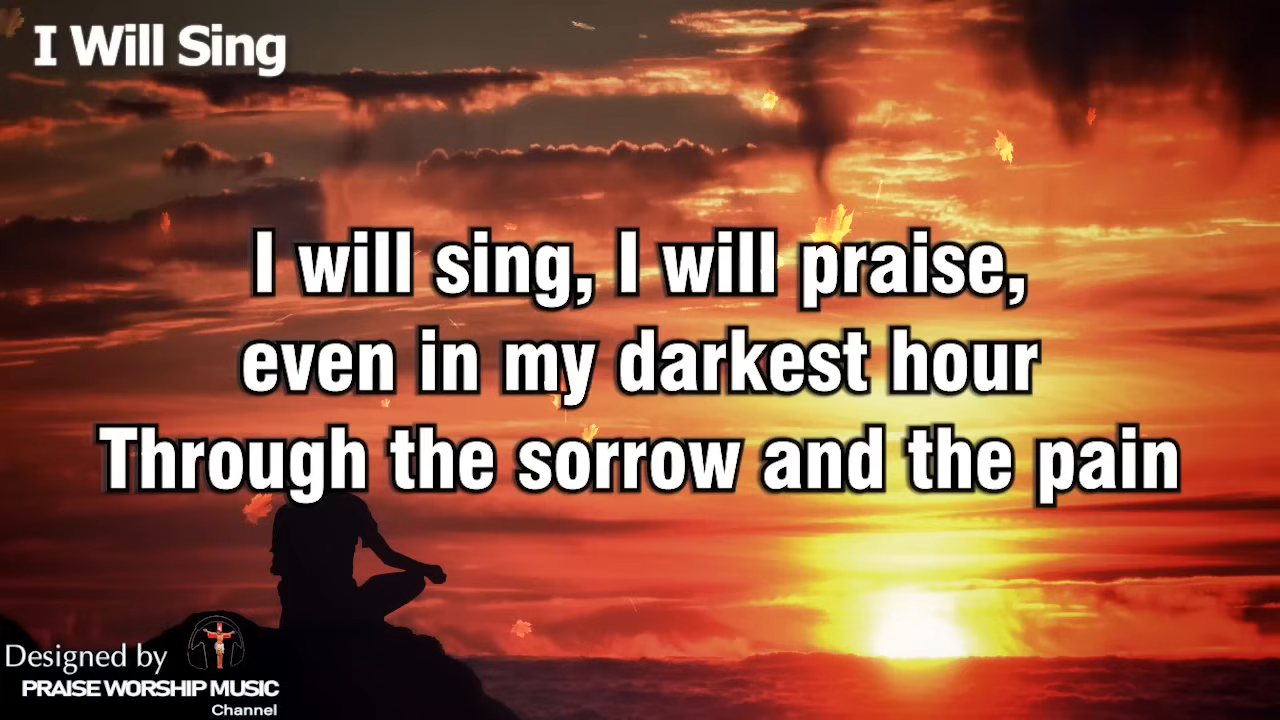 I Will Sing
I will sing, I will praise,
even in my darkest hour
Through the sorrow and the pain
Designed by
PRAISE WORSHIP MUSIC
Channel